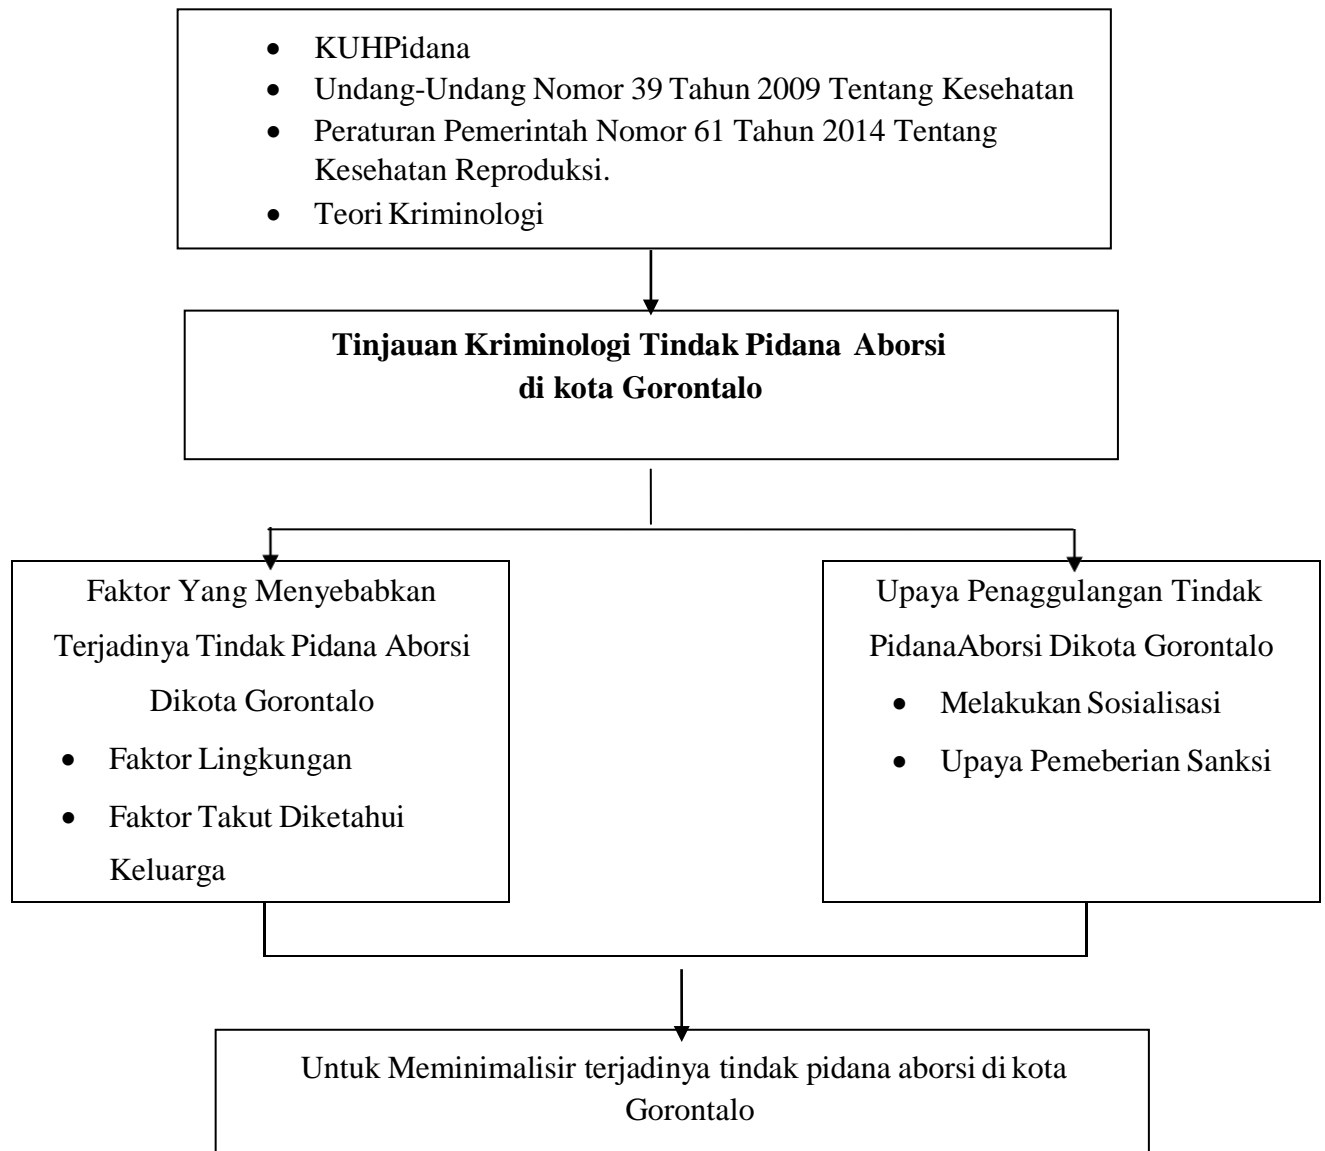 • KUHPidana
• Undang-Undang Nomor 39 Tahun 2009 Tentang Kesehatan
• Peraturan Pemerintah Nomor 61 Tahun 2014 Tentang
Kesehatan Reproduksi.
• Teori Kriminologi
Tinjauan Kriminologi Tindak Pidana Aborsi
di kota Gorontalo
Faktor Yang Menyebabkan
Terjadinya Tindak Pidana Aborsi
Dikota Gorontalo
• Faktor Lingkungan
• Faktor Takut Diketahui
Keluarga
Upaya Penaggulangan Tindak
PidanaAborsi Dikota Gorontalo
• Melakukan Sosialisasi
• Upaya Pemeberian Sanksi
Untuk Meminimalisir terjadinya tindak pidana aborsi di kota
Gorontalo